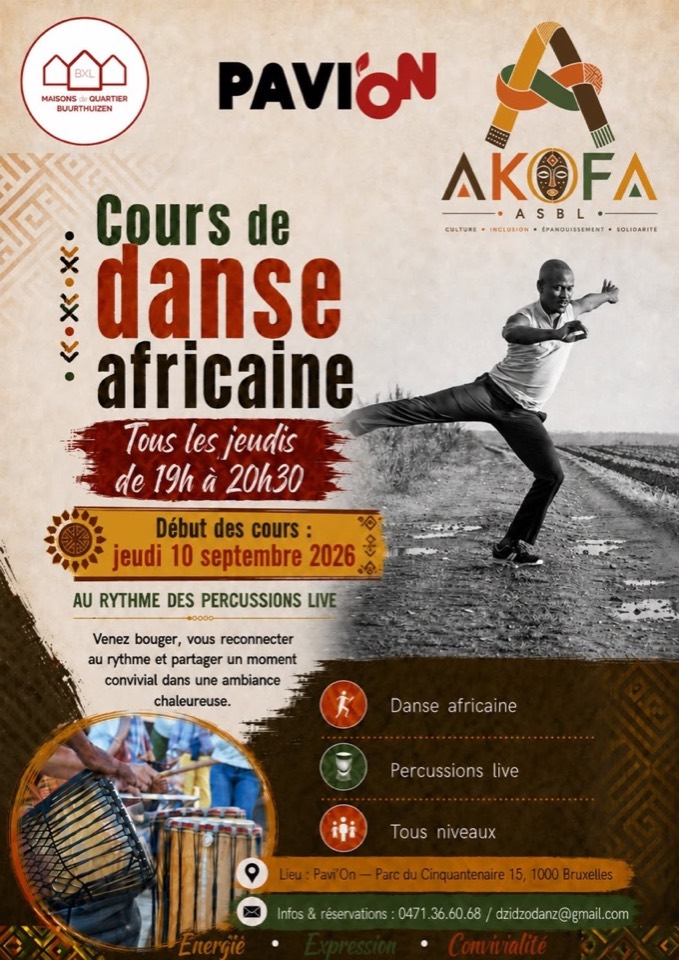 BXL
MAISONS de QUARTIER
BUURTHUIZEN
PAVI'ON
AKOFA
ASBL
CULTURE • INCLUSION • ÉPANOUISSEMENT • SOLIDARITÉ
Cours de
danse
africaine
Tous les jeudis
de 19h à 20h30
Début des cours :
jeudi 10 septembre 2026
AU RYTHME DES PERCUSSIONS LIVE
Venez bouger, vous reconnecter
au rythme et partager un moment
convivial dans une ambiance
chaleureuse.
Danse africaine
Percussions live
Tous niveaux
Lieu : Pavi'On — Parc du Cinquantenaire 15, 1000 Bruxelles
Infos & réservations : 0471.36.60.68 / dzidzodanz@gmail.com
Énergie • Expression • Convivialité